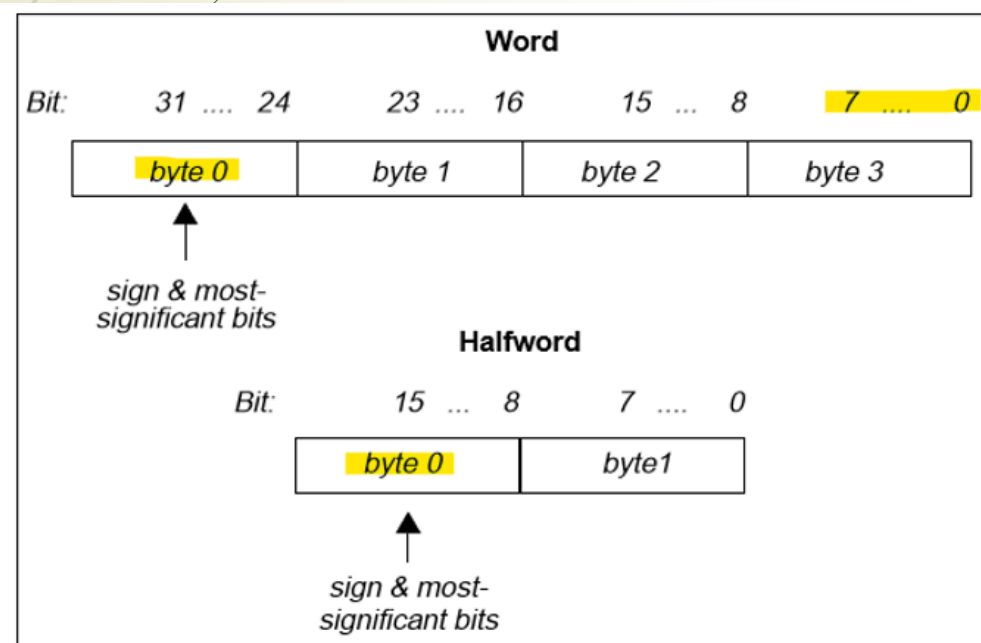 Word
Bit: 31 .... 24 23 .... 16 15 ... 8 7 .... 0
byte 0 byte 1 byte 2 byte 3
sign & most-
significant bits
Halfword
Bit: 15 ... 8 7 .... 0
byte 0 byte1
sign & most-
significant bits